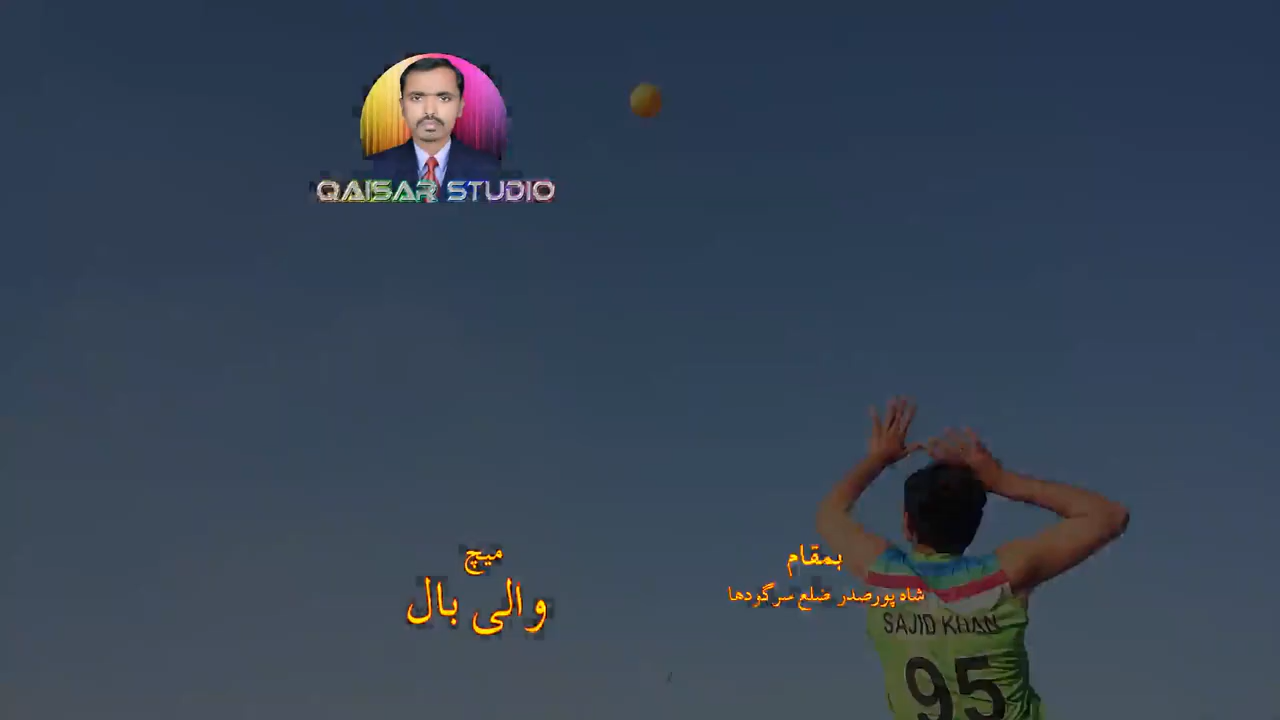 QAISAR STUDIO
میچ
والی بال
بمقام
شاہ پورصدر ضلع سرگودھا
SAJID KHAN
95